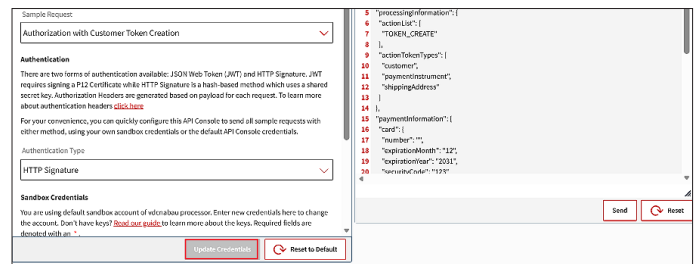 Sample Request
Authorization with Customer Token Creation
Authentication
There are two forms of authentication available: JSON Web Token (JWT) and HTTP Signature. JWT
requires signing a P12 Certificate while HTTP Signature is a hash-based method which uses a shared
secret key. Authorization Headers are generated based on payload for each request. To learn more
about authentication headers click here
For your convenience, you can quickly configure this API Console to send all sample requests with
either method, using your own sandbox credentials or the default API Console credentials.
Authentication Type
HTTP Signature
Sandbox Credentials
You are using default sandbox account of vdcnabau processor. Enter new credentials here to change
the account. Don't have keys? Read our guide to learn more about the keys. Required fields are
denoted with an * .
Update Credentials
Reset to Default
5 "processingInformation": {
6 "actionList": [
7 "TOKEN_CREATE"
8 ],
9 "actionTokenTypes": [
10 "customer",
11 "paymentInstrument",
12 "shippingAddress"
13 ]
14 },
15 "paymentInformation": {
16 "card": {
17 "number": "",
18 "expirationMonth": "12",
19 "expirationYear": "2031",
20 "securityCode": "123"
Send
Reset